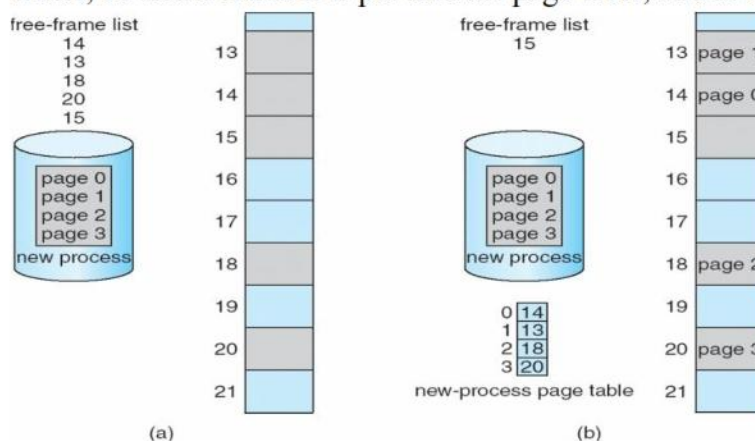 free-frame list
14
13
18
20
15
page 0
page 1
page 2
page 3
new process
13
14
15
16
17
18
19
20
21
(a)
free-frame list
15
page 0
page 1
page 2
page 3
new process
0 14
1 13
2 18
3 20
new-process page table
13 page 1
14 page 0
15
16
17
18 page 2
19
20 page 3
21
(b)